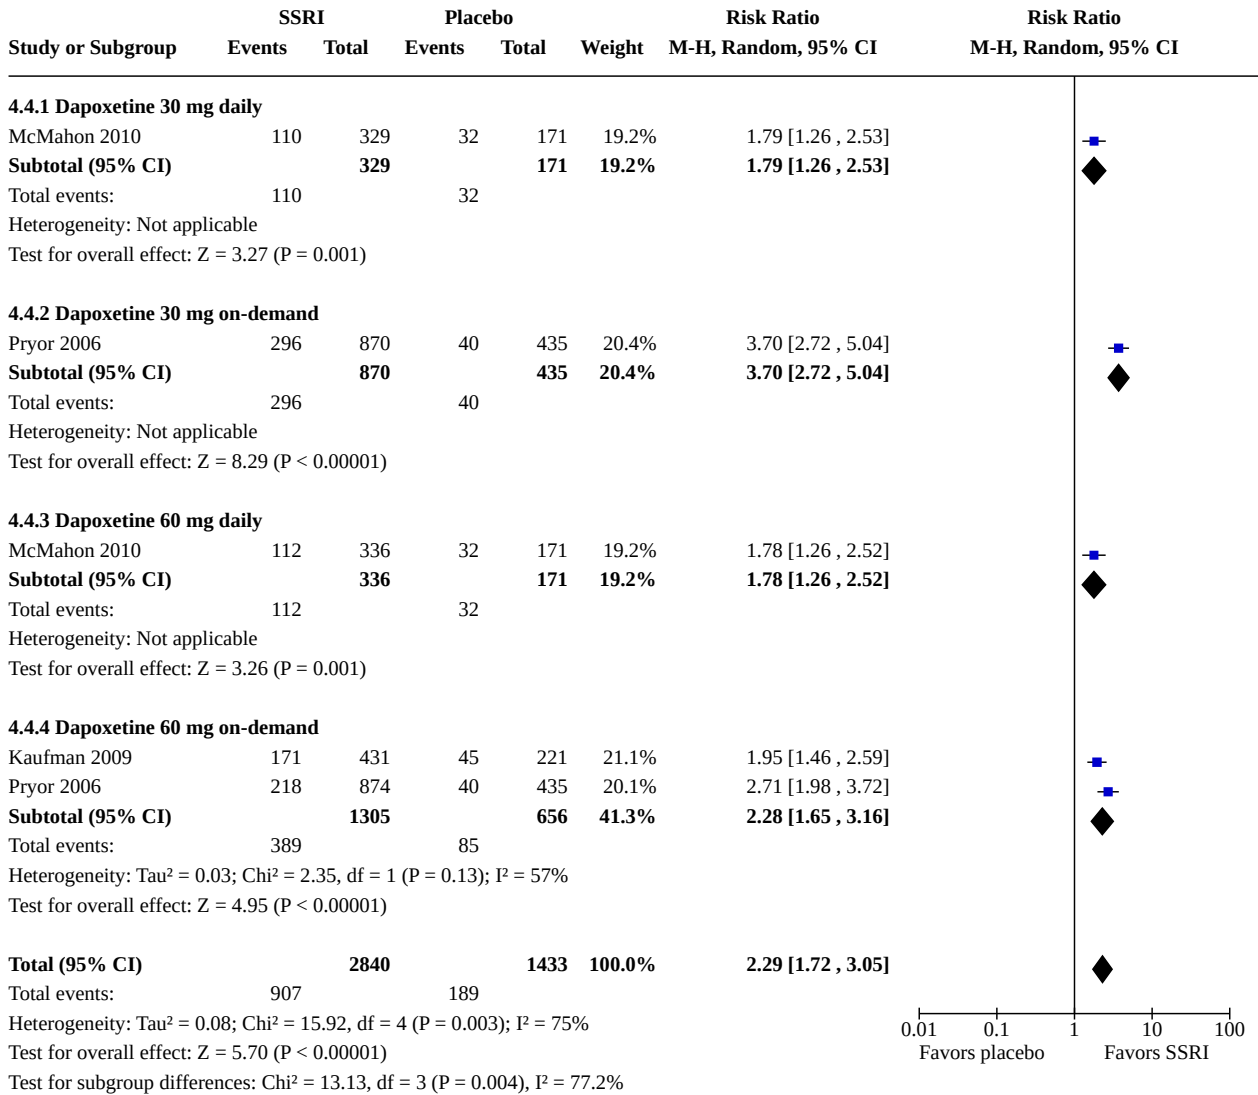 SSRI Placebo Risk Ratio Risk Ratio
Study or Subgroup Events Total Events Total Weight M-H, Random, 95% CI M-H, Random, 95% CI
4.4.1 Dapoxetine 30 mg daily
McMahon 2010 110 329 32 171 19.2% 1.79 [1.26 , 2.53]
Subtotal (95% CI) 329 171 19.2% 1.79 [1.26 , 2.53]
Total events: 110 32
Heterogeneity: Not applicable
Test for overall effect: Z = 3.27 (P = 0.001)
4.4.2 Dapoxetine 30 mg on-demand
Pryor 2006 296 870 40 435 20.4% 3.70 [2.72 , 5.04]
Subtotal (95% CI) 870 435 20.4% 3.70 [2.72 , 5.04]
Total events: 296 40
Heterogeneity: Not applicable
Test for overall effect: Z = 8.29 (P < 0.00001)
4.4.3 Dapoxetine 60 mg daily
McMahon 2010 112 336 32 171 19.2% 1.78 [1.26 , 2.52]
Subtotal (95% CI) 336 171 19.2% 1.78 [1.26 , 2.52]
Total events: 112 32
Heterogeneity: Not applicable
Test for overall effect: Z = 3.26 (P = 0.001)
4.4.4 Dapoxetine 60 mg on-demand
Kaufman 2009 171 431 45 221 21.1% 1.95 [1.46 , 2.59]
Pryor 2006 218 874 40 435 20.1% 2.71 [1.98 , 3.72]
Subtotal (95% CI) 1305 656 41.3% 2.28 [1.65 , 3.16]
Total events: 389 85
Heterogeneity: Tau² = 0.03; Chi² = 2.35, df = 1 (P = 0.13); I² = 57%
Test for overall effect: Z = 4.95 (P < 0.00001)
Total (95% CI) 2840 1433 100.0% 2.29 [1.72 , 3.05]
Total events: 907 189
Heterogeneity: Tau² = 0.08; Chi² = 15.92, df = 4 (P = 0.003); I² = 75%
Test for overall effect: Z = 5.70 (P < 0.00001)
Test for subgroup differences: Chi² = 13.13, df = 3 (P = 0.004), I² = 77.2%
0.01 0.1 1 10 100
Favors placebo Favors SSRI